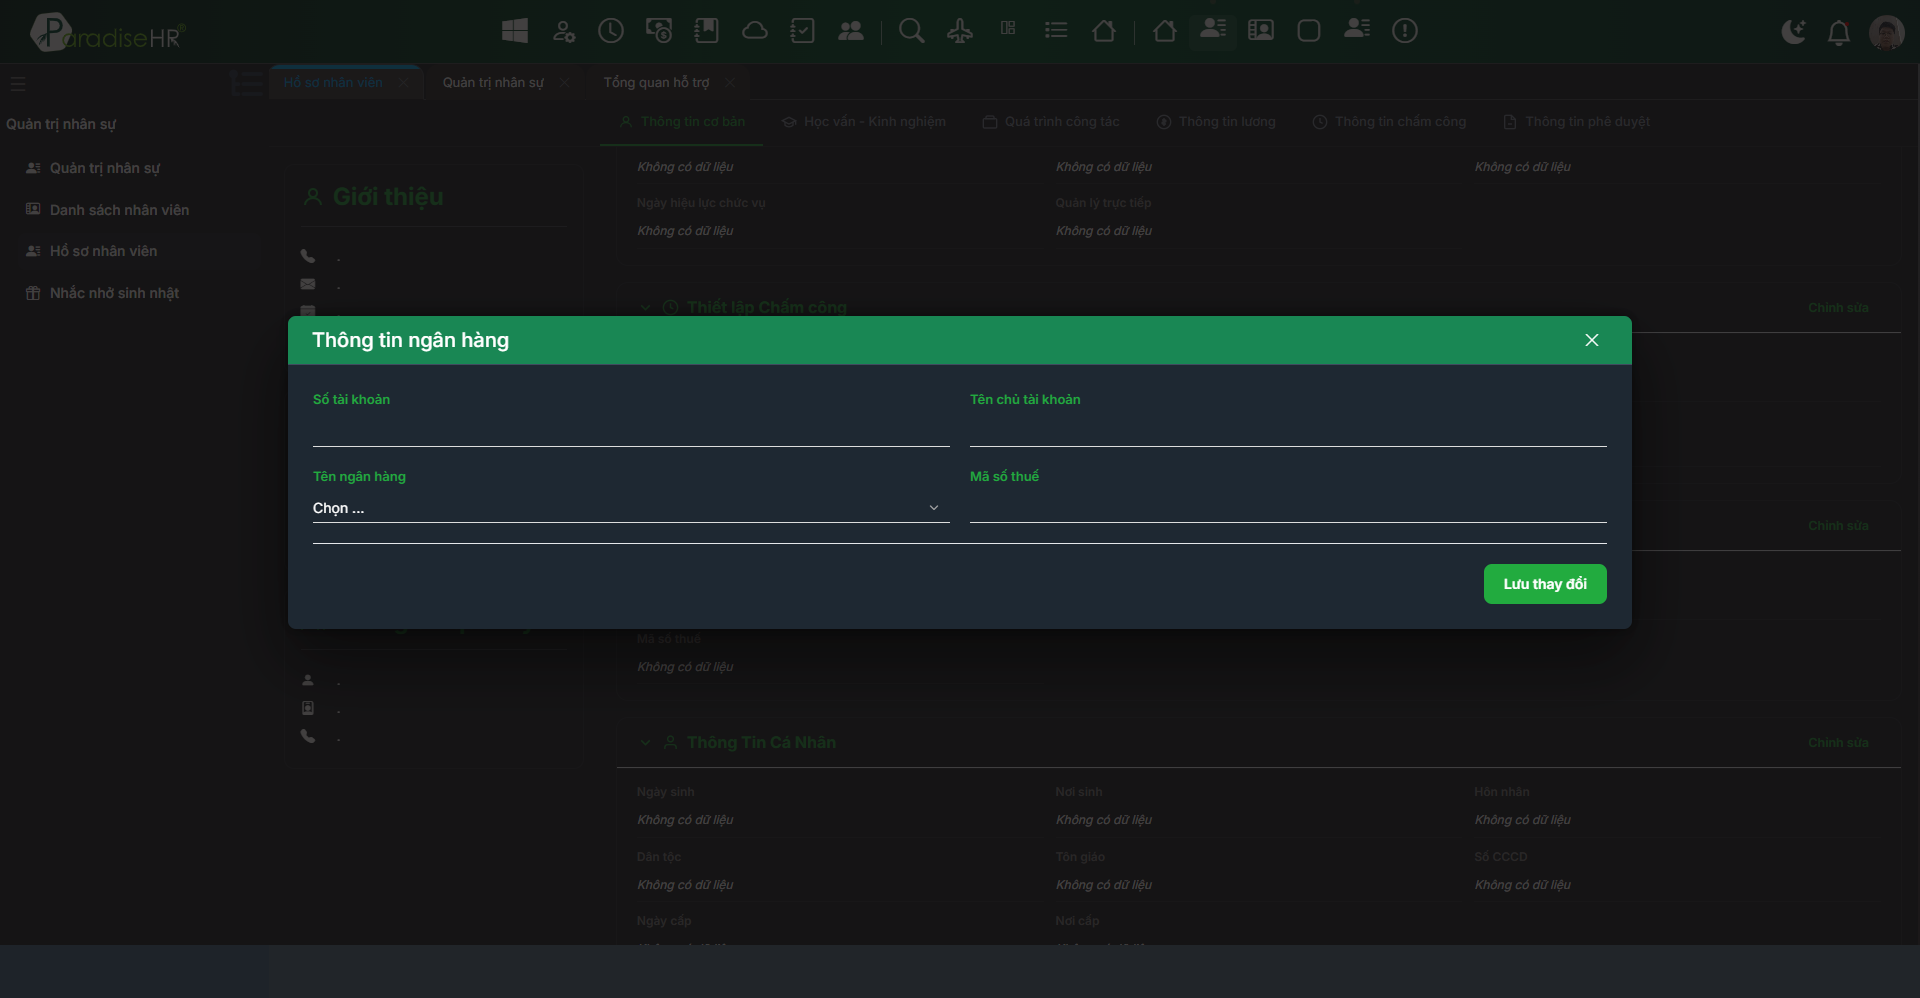 ParadiseHR®
Hồ sơ nhân viên
Quản trị nhân sự
Tổng quan hỗ trợ
Quản trị nhân sự
Thông tin cơ bản
Học vấn - Kinh nghiệm
Quá trình công tác
Thông tin lương
Thông tin chấm công
Thông tin phê duyệt
Quản trị nhân sự
Danh sách nhân viên
Hồ sơ nhân viên
Nhắc nhở sinh nhật
Giới thiệu
.
.
Không có dữ liệu
Không có dữ liệu
Không có dữ liệu
Ngày hiệu lực chức vụ
Quản lý trực tiếp
Không có dữ liệu
Không có dữ liệu
Thiết lập Chấm công
Chỉnh sửa
Thông tin ngân hàng
Số tài khoản
Tên chủ tài khoản
Tên ngân hàng
Chọn ...
Mã số thuế
Lưu thay đổi
Chỉnh sửa
Mã số thuế
Không có dữ liệu
.
.
.
Thông Tin Cá Nhân
Chỉnh sửa
Ngày sinh
Nơi sinh
Hôn nhân
Không có dữ liệu
Không có dữ liệu
Không có dữ liệu
Dân tộc
Tôn giáo
Số CCCD
Không có dữ liệu
Không có dữ liệu
Không có dữ liệu
Ngày cấp
Nơi cấp